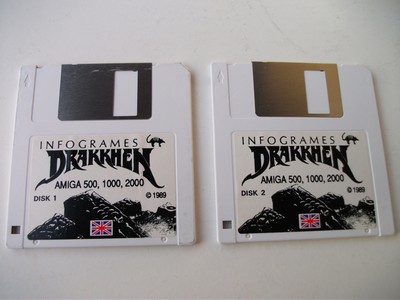 INFOGRAMES
DRAKKHEN
AMIGA 500, 1000, 2000
DISK 1
© 1989
INFOGRAMES
DRAKKHEN
AMIGA 500, 1000, 2000
DISK 2
© 1989